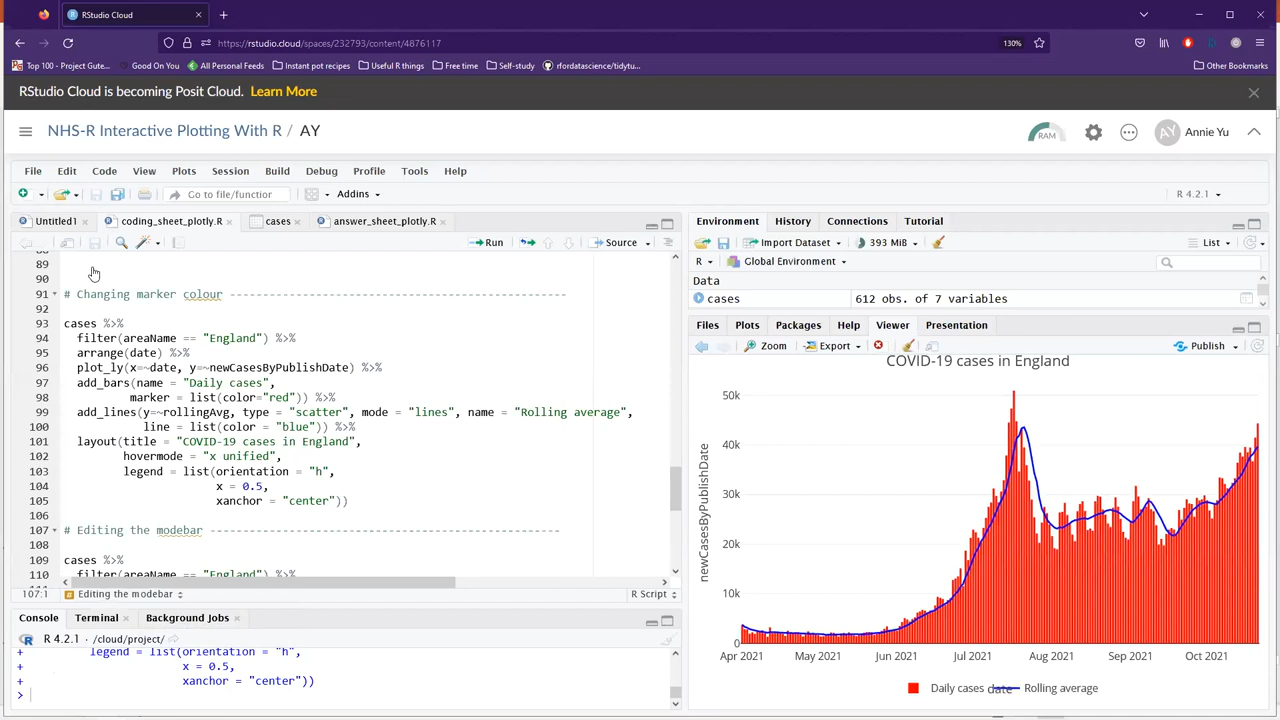 RStudio Cloud
https://rstudio.cloud/spaces/232793/content/4876117
130%
Top 100 - Project Gute…
Good On You
All Personal Feeds
Instant pot recipes
Useful R things
Free time
Self-study
rfordatascience/tidytu…
Other Bookmarks
RStudio Cloud is becoming Posit Cloud. Learn More
NHS-R Interactive Plotting With R / AY
RAM
AY
Annie Yu
File Edit Code View Plots Session Build Debug Profile Tools Help
Go to file/function
Addins
R 4.2.1
Untitled1
coding_sheet_plotly.R
cases
answer_sheet_plotly.R
Run
Source
89
90
91 # Changing marker colour ----------------------------------------------------
92
93 cases %>%
94 filter(areaName == "England") %>%
95 arrange(date) %>%
96 plot_ly(x=~date, y=~newCasesByPublishDate) %>%
97 add_bars(name = "Daily cases",
98 marker = list(color="red")) %>%
99 add_lines(y=~rollingAvg, type = "scatter", mode = "lines", name = "Rolling average",
100 line = list(color = "blue")) %>%
101 layout(title = "COVID-19 cases in England",
102 hovermode = "x unified",
103 legend = list(orientation = "h",
104 x = 0.5,
105 xanchor = "center"))
106
107 # Editing the modebar ------------------------------------------------------
108
109 cases %>%
110 filter(areaName == "England") %>%
107:1
Editing the modebar
R Script
Console Terminal Background Jobs
R 4.2.1 · /cloud/project/
+ legend = list(orientation = "h",
+ x = 0.5,
+ xanchor = "center"))
>
Environment History Connections Tutorial
Import Dataset
393 MiB
List
R
Global Environment
Data
cases 612 obs. of 7 variables
Files Plots Packages Help Viewer Presentation
Zoom
Export
Publish
COVID-19 cases in England
newCasesByPublishDate
50k
40k
30k
20k
10k
0
Apr 2021 May 2021 Jun 2021 Jul 2021 Aug 2021 Sep 2021 Oct 2021
date
Daily cases
Rolling average